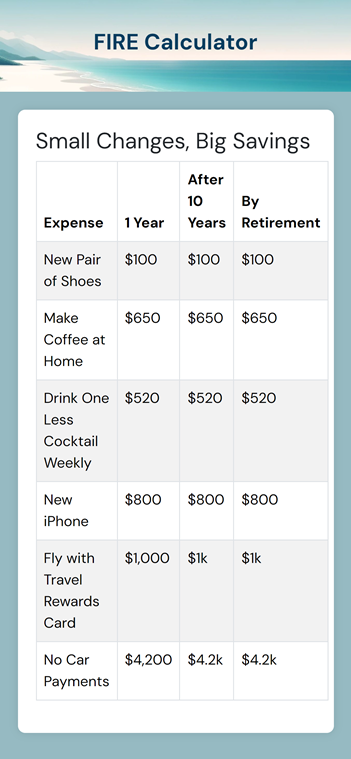 FIRE Calculator
Small Changes, Big Savings
After
10 By
Expense 1 Year Years Retirement
New Pair $100 $100 $100
of Shoes
Make $650 $650 $650
Coffee at
Home
Drink One $520 $520 $520
Less
Cocktail
Weekly
New $800 $800 $800
iPhone
Fly with $1,000 $1k $1k
Travel
Rewards
Card
No Car $4,200 $4.2k $4.2k
Payments